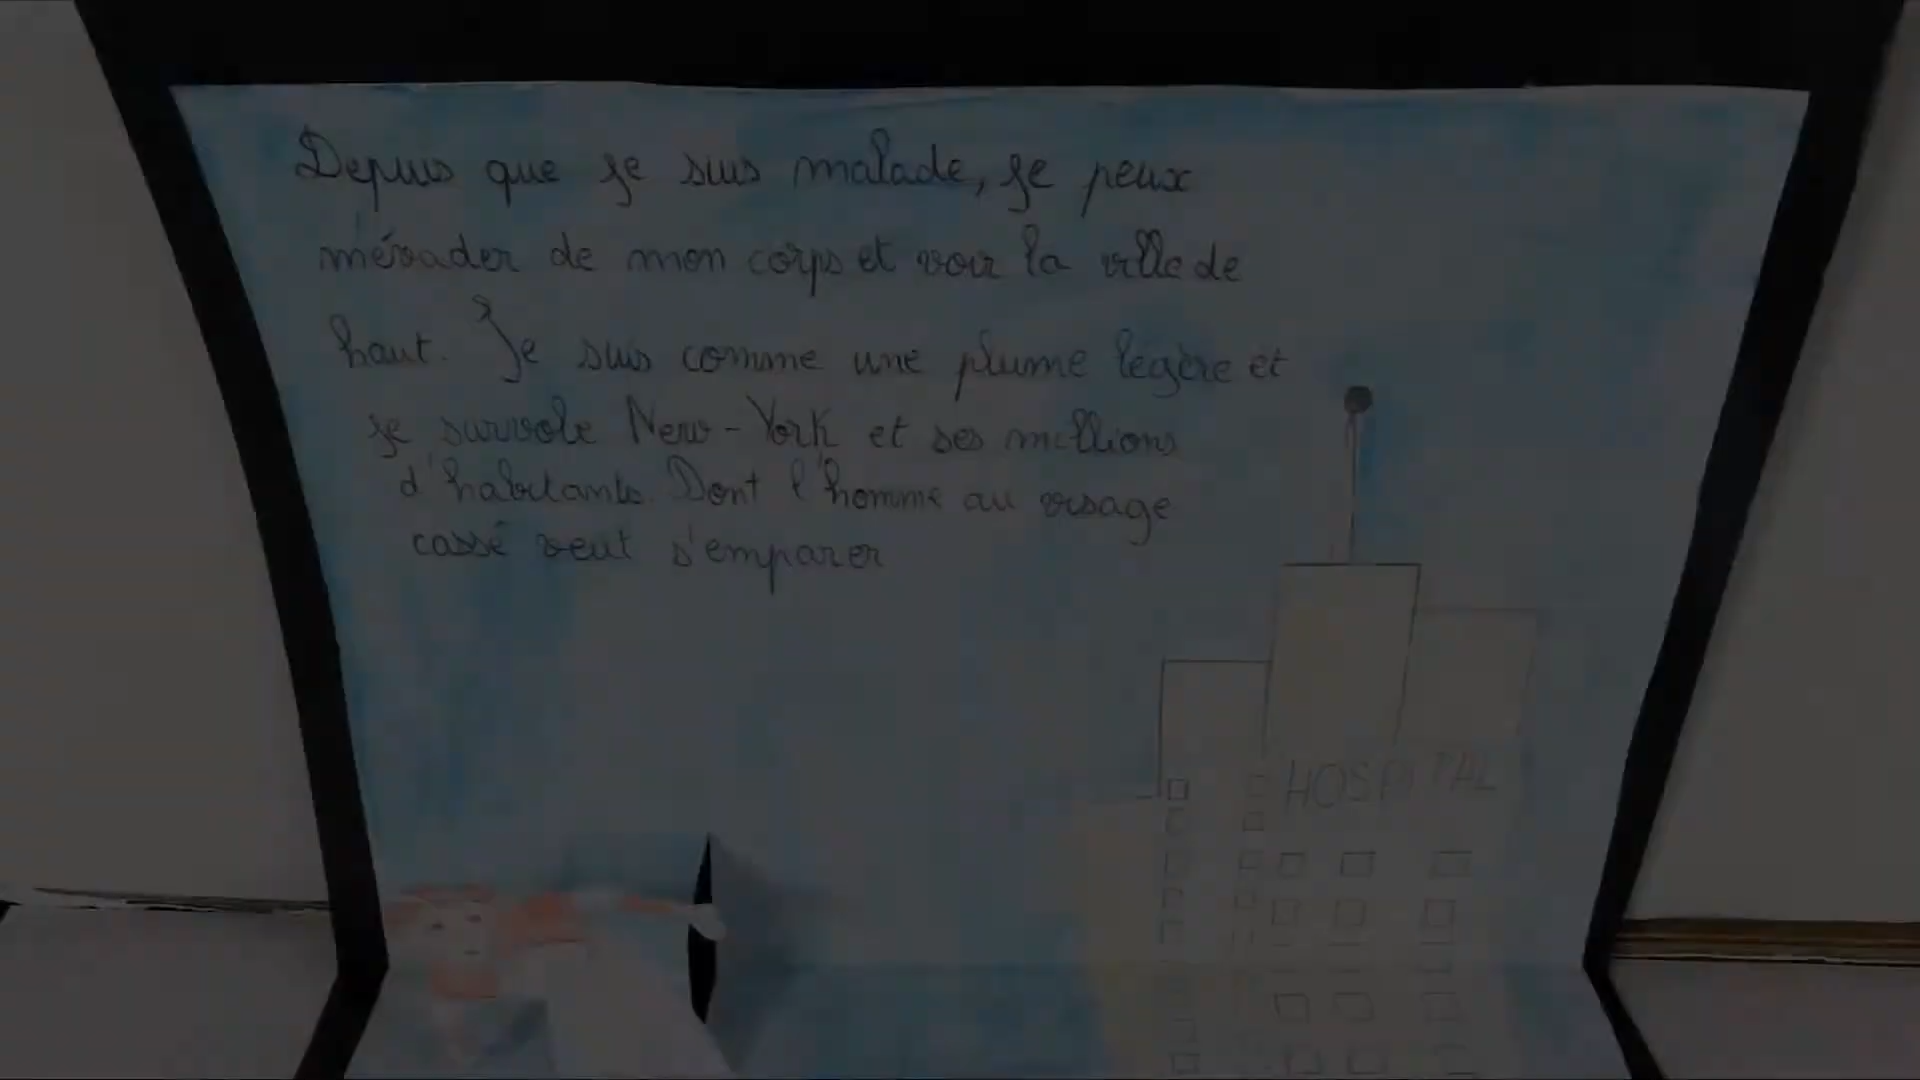 Depuis que je suis malade, je peux
mévader de mon corps et voir la ville de
haut. Je suis comme une plume légère et
je survole New-York et ses millions
d'habitants. Dont l'homme au visage
cassé veut s'emparer
HOSPITAL